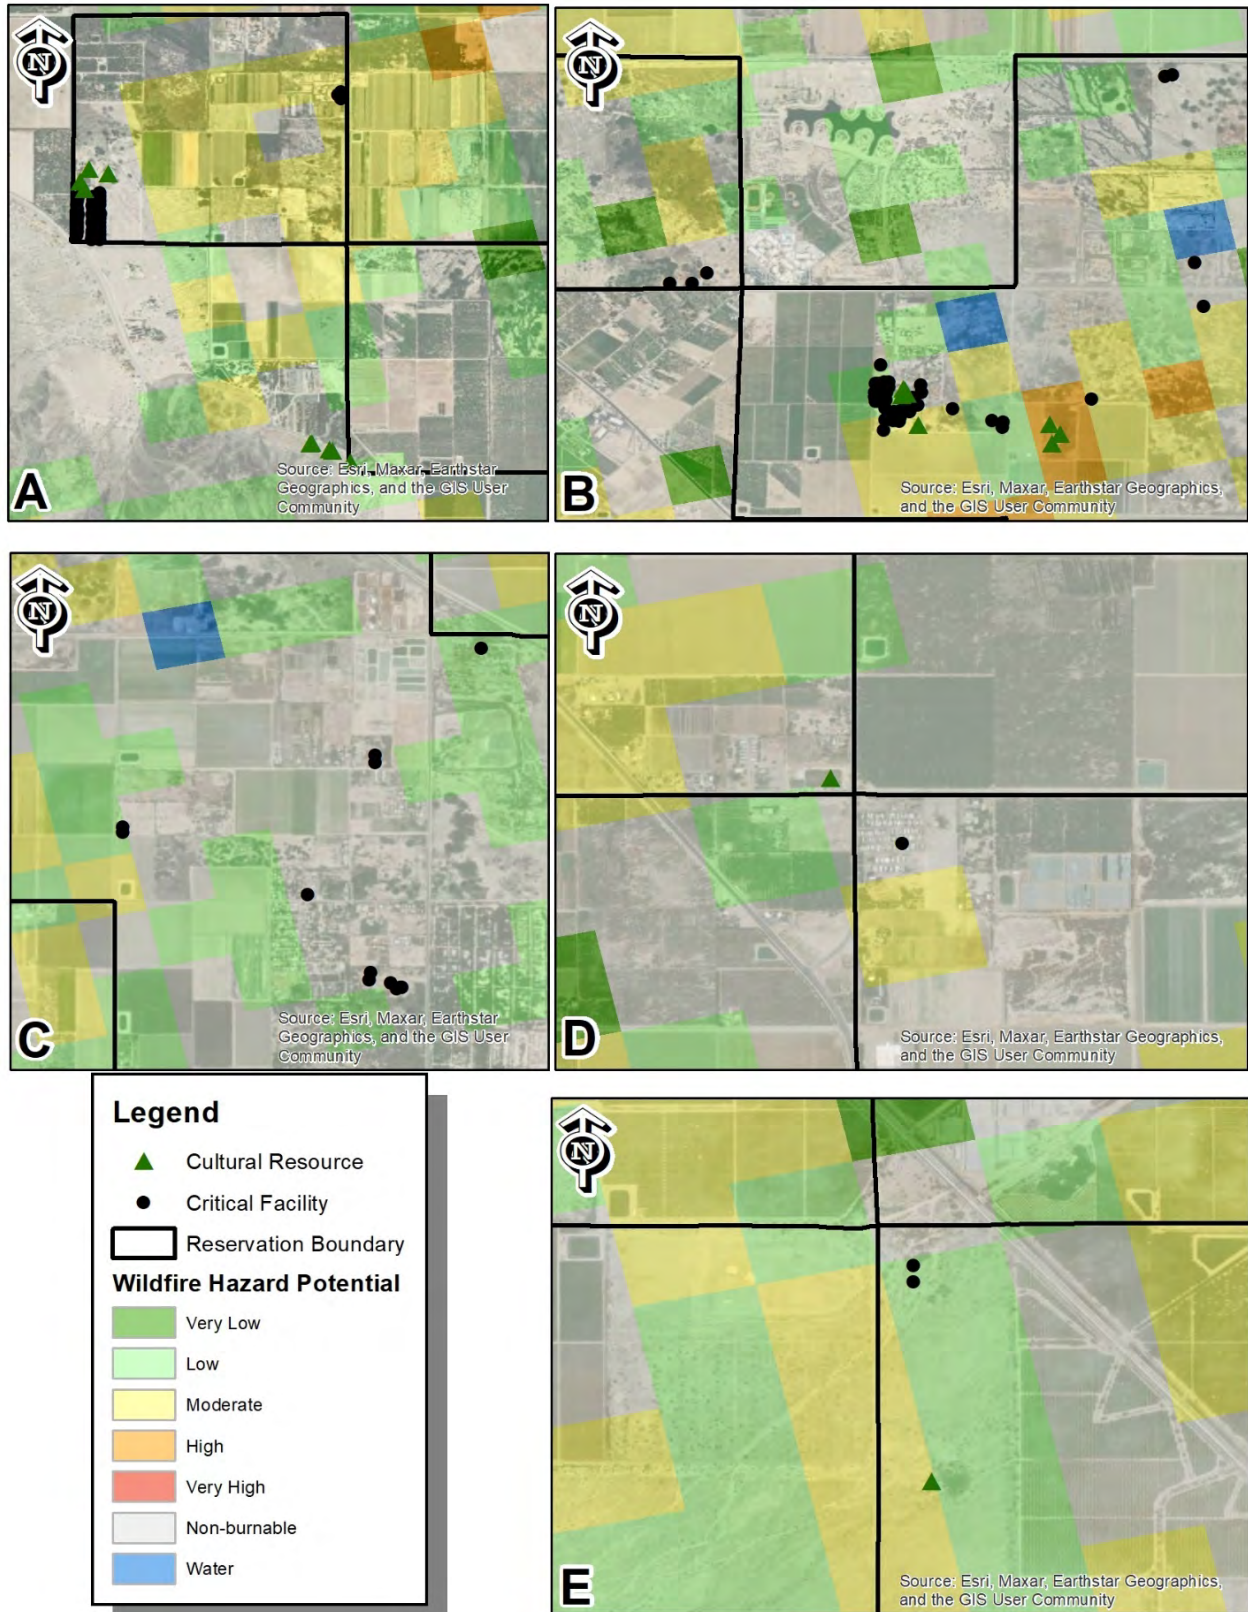 N
N
A
Source: Esri, Maxar, Earthstar
Geographics, and the GIS User
Community
B
Source: Esri, Maxar, Earthstar Geographics,
and the GIS User Community
N
N
C
Source: Esri, Maxar, Earthstar
Geographics, and the GIS User
Community
D
Source: Esri, Maxar, Earthstar Geographics,
and the GIS User Community
Legend
Cultural Resource
Critical Facility
Reservation Boundary
Wildfire Hazard Potential
Very Low
Low
Moderate
High
Very High
Non-burnable
Water
N
E
Source: Esri, Maxar, Earthstar Geographics,
and the GIS User Community